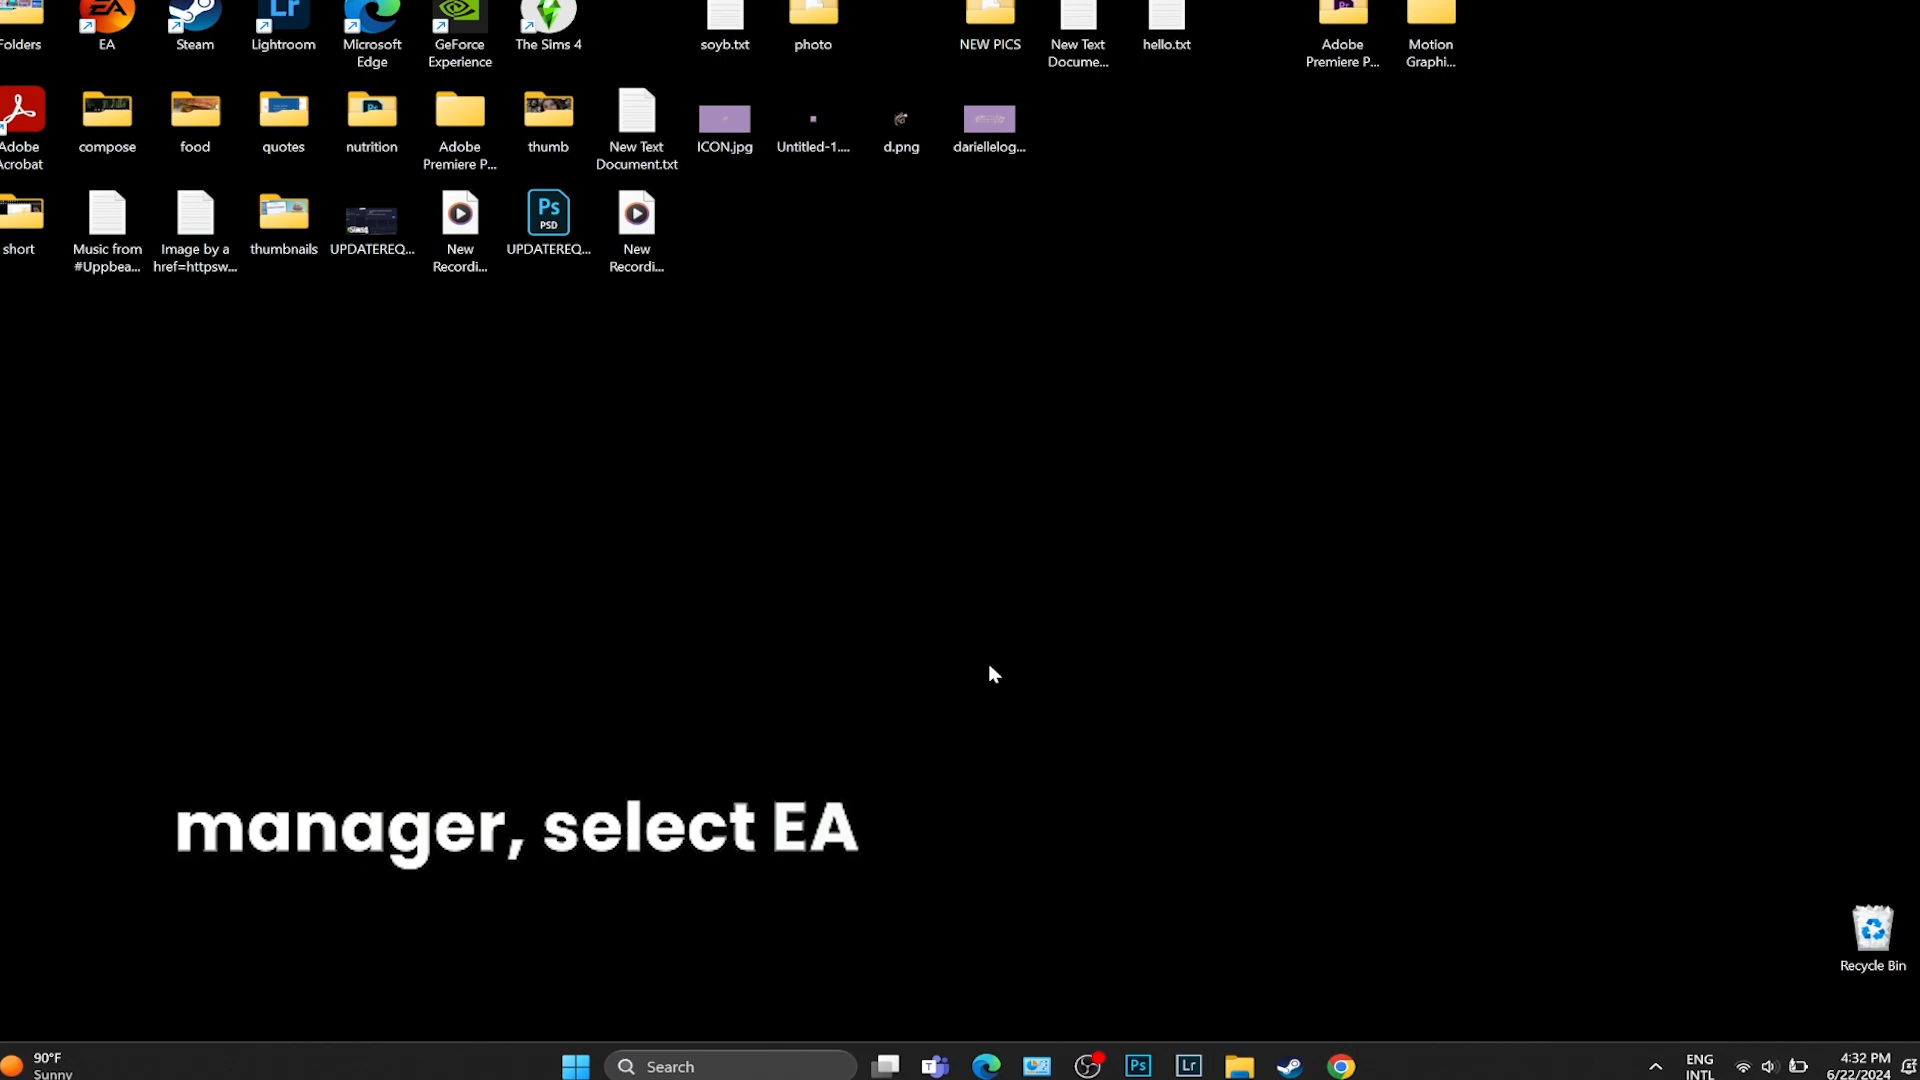 Folders EA Steam Lightroom Microsoft Edge GeForce Experience The Sims 4 soyb.txt photo NEW PICS New Text Docume... hello.txt Adobe Premiere P... Motion Graphi...
Adobe Acrobat compose food quotes nutrition Adobe Premiere P... thumb New Text Document.txt ICON.jpg Untitled-1.... d.png dariellelog...
short Music from #Uppbea... Image by a href=httpsw... thumbnails UPDATEREQ... New Recordi... UPDATEREQ... New Recordi...
manager, select EA
Recycle Bin
90°F
Sunny
Search
ENG
INTL
4:32 PM
6/22/2024